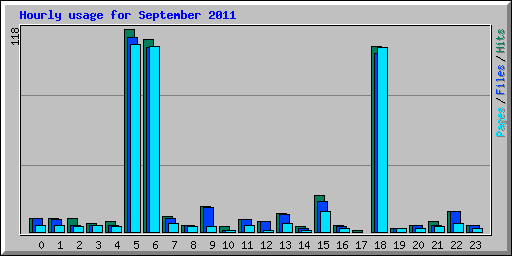 Hourly usage for September 2011
118
Pages/Files/Hits
0 1 2 3 4 5 6 7 8 9 10 11 12 13 14 15 16 17 18 19 20 21 22 23